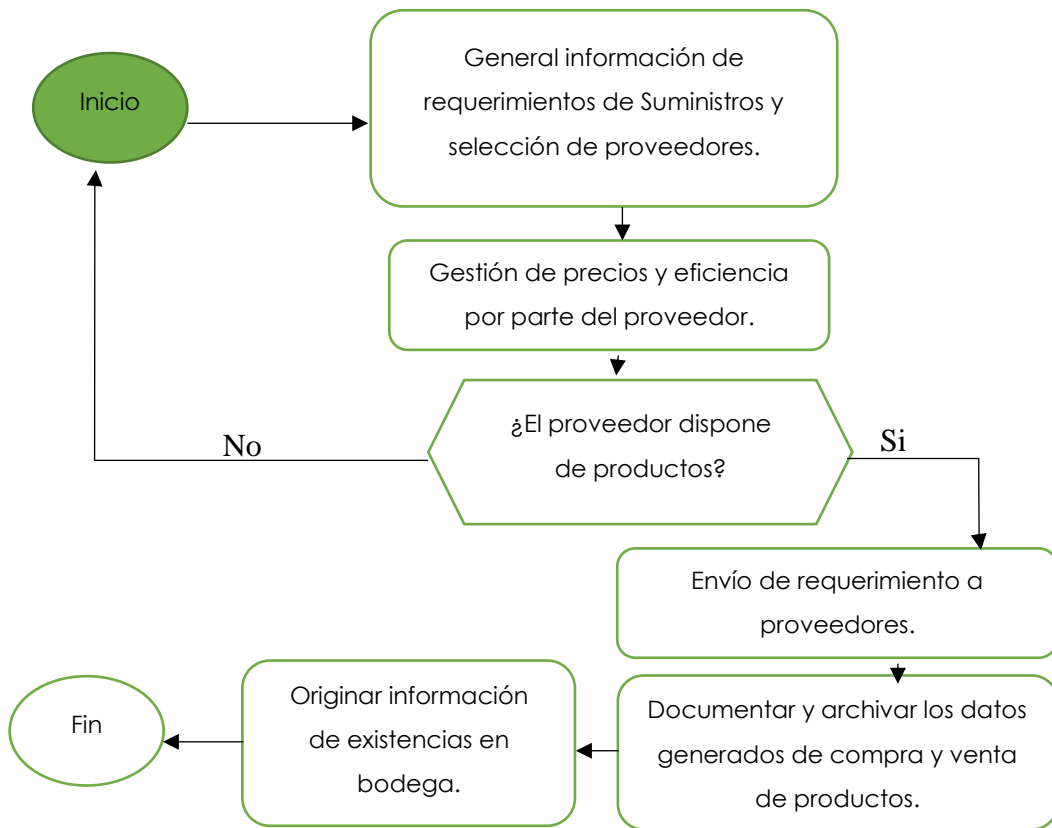 Inicio
General información de
requerimientos de Suministros y
selección de proveedores.
Gestión de precios y eficiencia
por parte del proveedor.
¿El proveedor dispone
de productos?
No
Si
Envío de requerimiento a
proveedores.
Documentar y archivar los datos
generados de compra y venta
de productos.
Originar información
de existencias en
bodega.
Fin